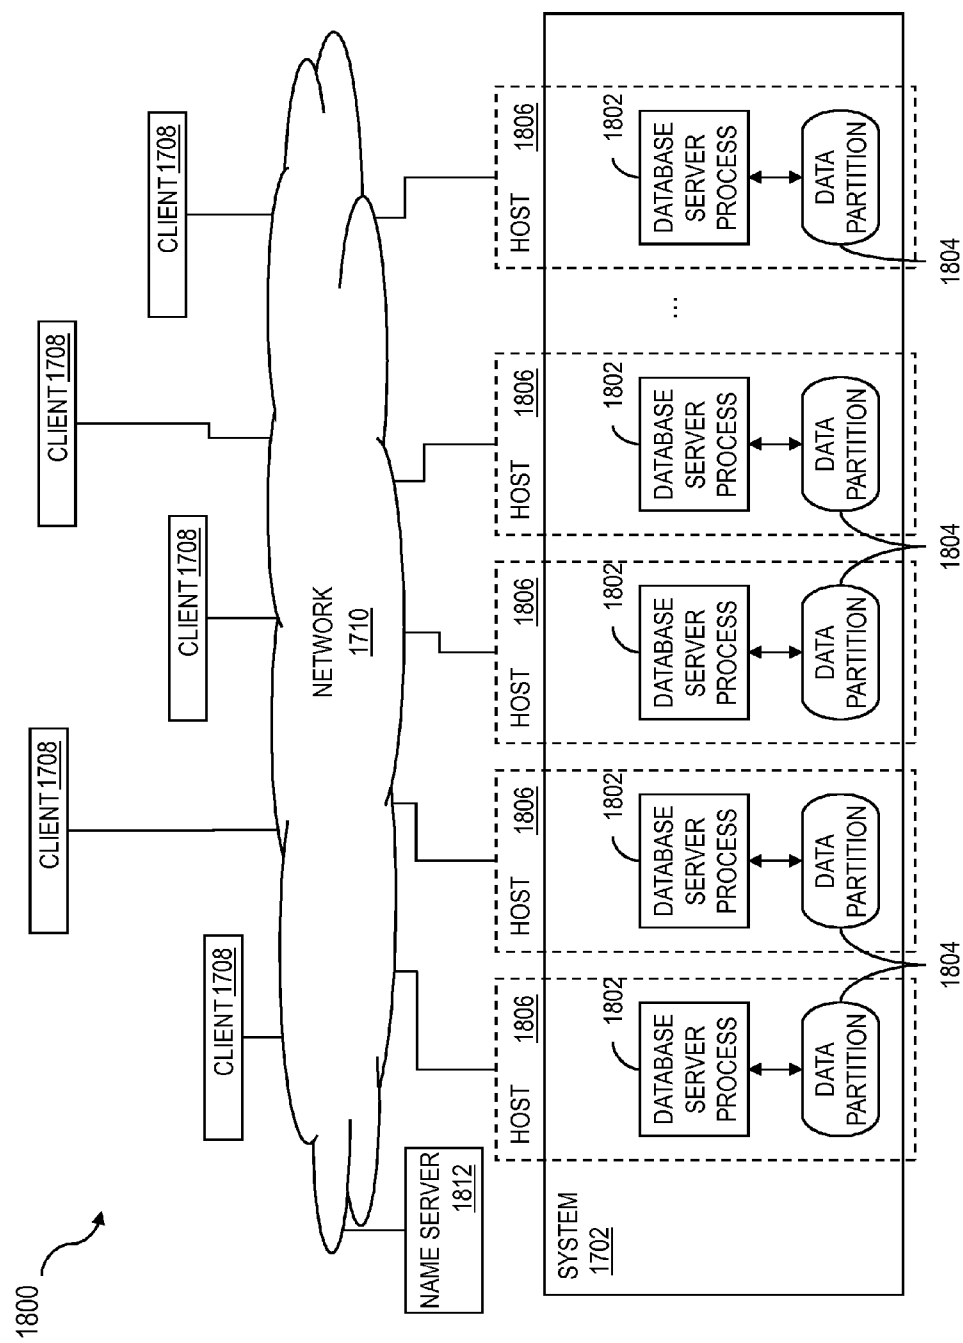 1800
CLIENT 1708
CLIENT 1708
CLIENT 1708
CLIENT 1708
CLIENT 1708
NETWORK
1710
NAME SERVER
1812
HOST 1806
HOST 1806
HOST 1806
HOST 1806
HOST 1806
SYSTEM
1702
1802
DATABASE
SERVER
PROCESS
DATA
PARTITION
1802
DATABASE
SERVER
PROCESS
DATA
PARTITION
1802
DATABASE
SERVER
PROCESS
DATA
PARTITION
1802
DATABASE
SERVER
PROCESS
DATA
PARTITION
...
1802
DATABASE
SERVER
PROCESS
DATA
PARTITION
1804
1804
1804